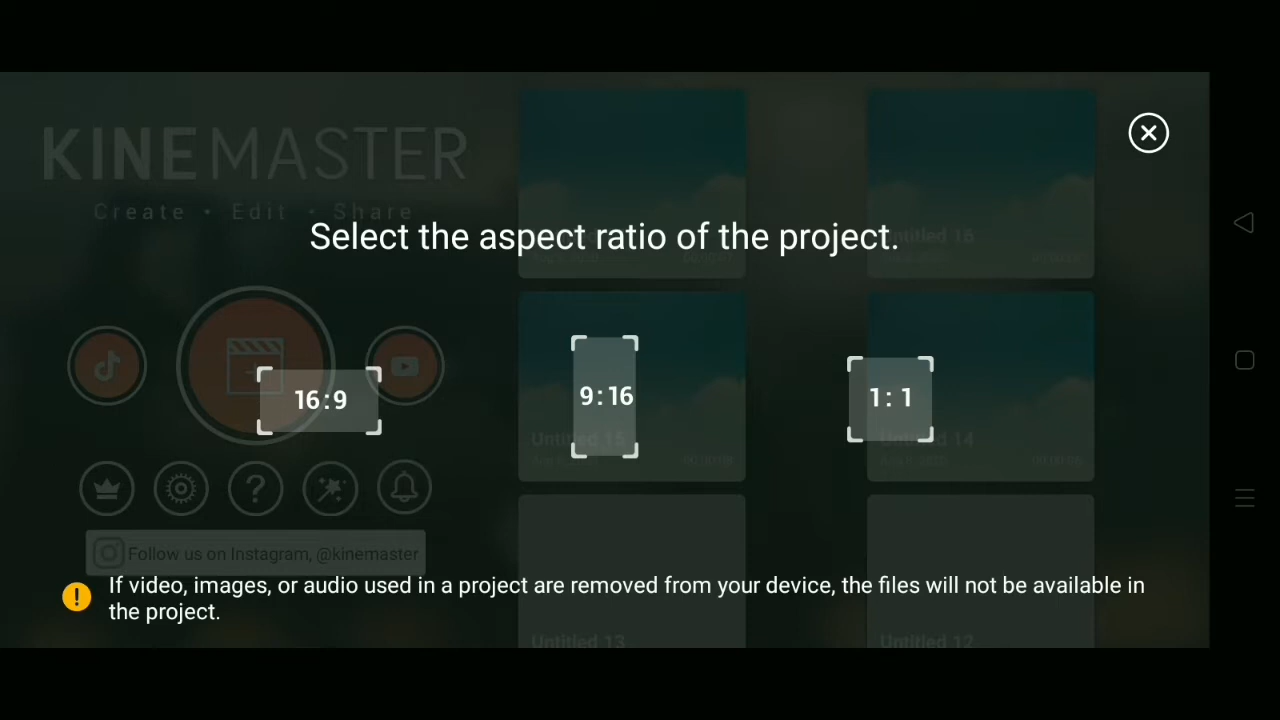 KINEMASTER
Create • Edit • Share
Select the aspect ratio of the project.
Untitled 16
16:9
9:16
1:1
Untitled 15
Untitled 14
Follow us on Instagram, @kinemaster
If video, images, or audio used in a project are removed from your device, the files will not be available in
the project.
Untitled 13
Untitled 12